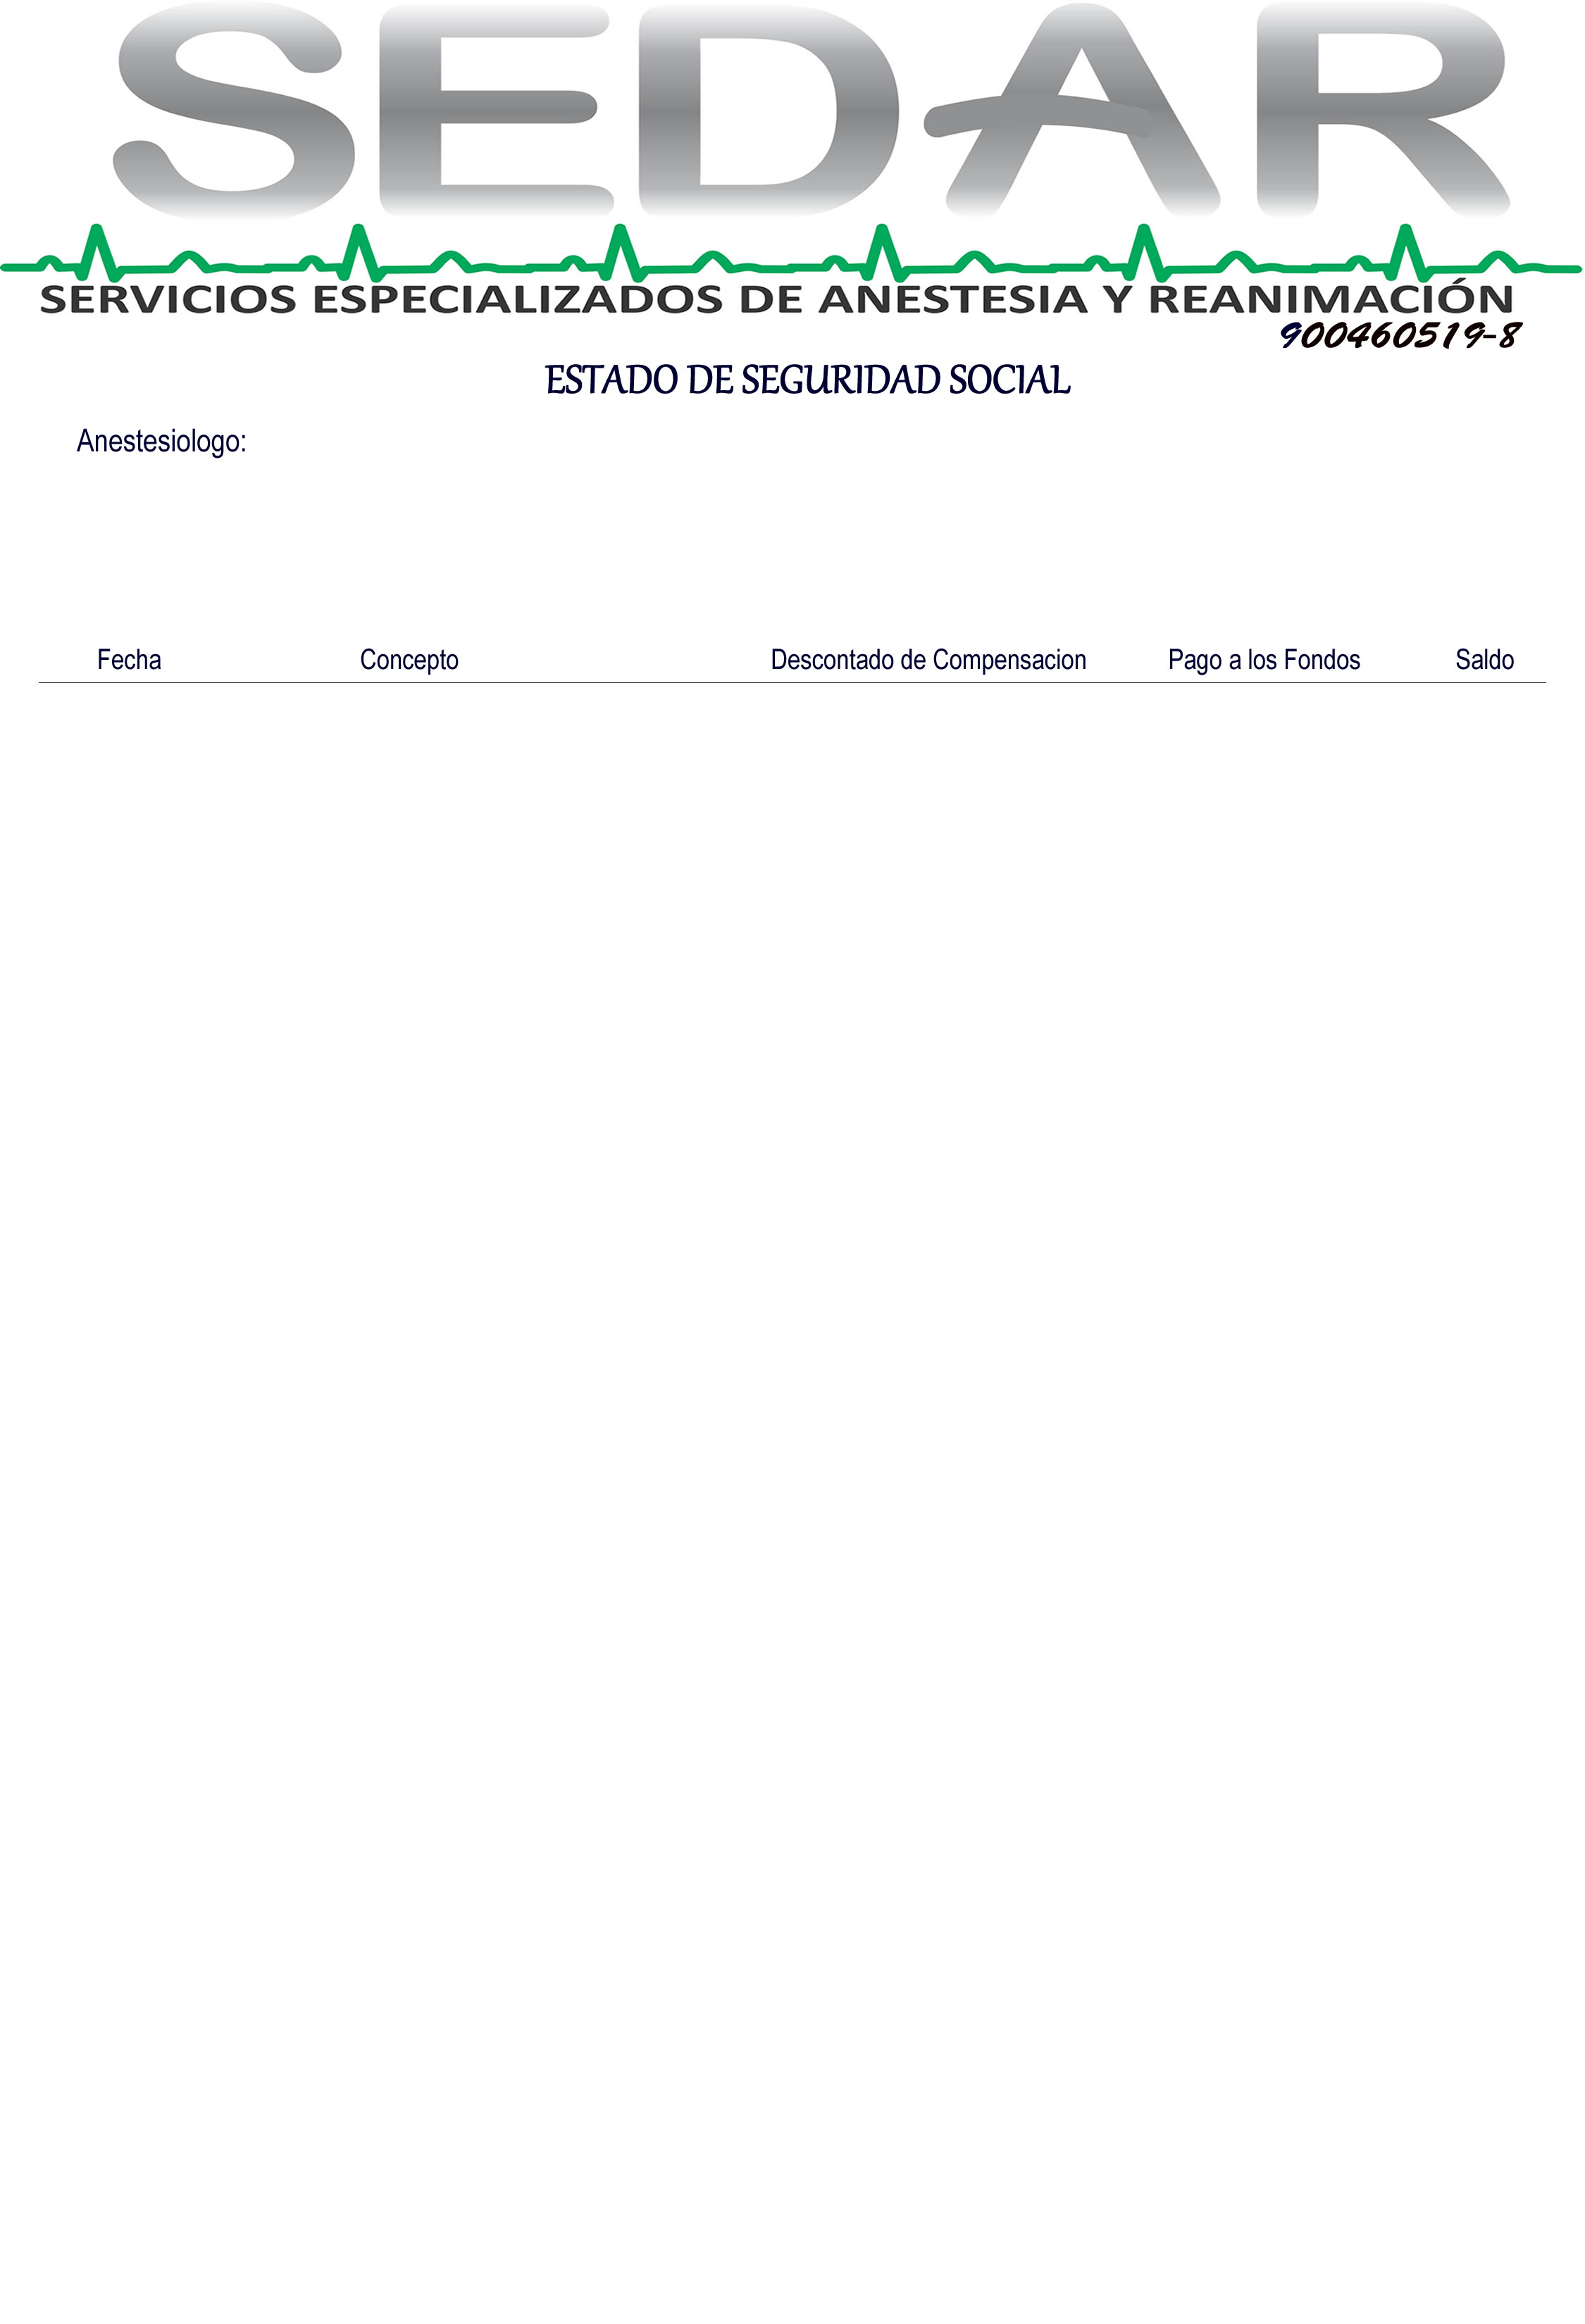 SEDAR
SERVICIOS ESPECIALIZADOS DE ANESTESIA Y REANIMACIÓN
900460519-8
ESTADO DE SEGURIDAD SOCIAL
Anestesiologo:
Fecha Concepto Descontado de Compensacion Pago a los Fondos Saldo